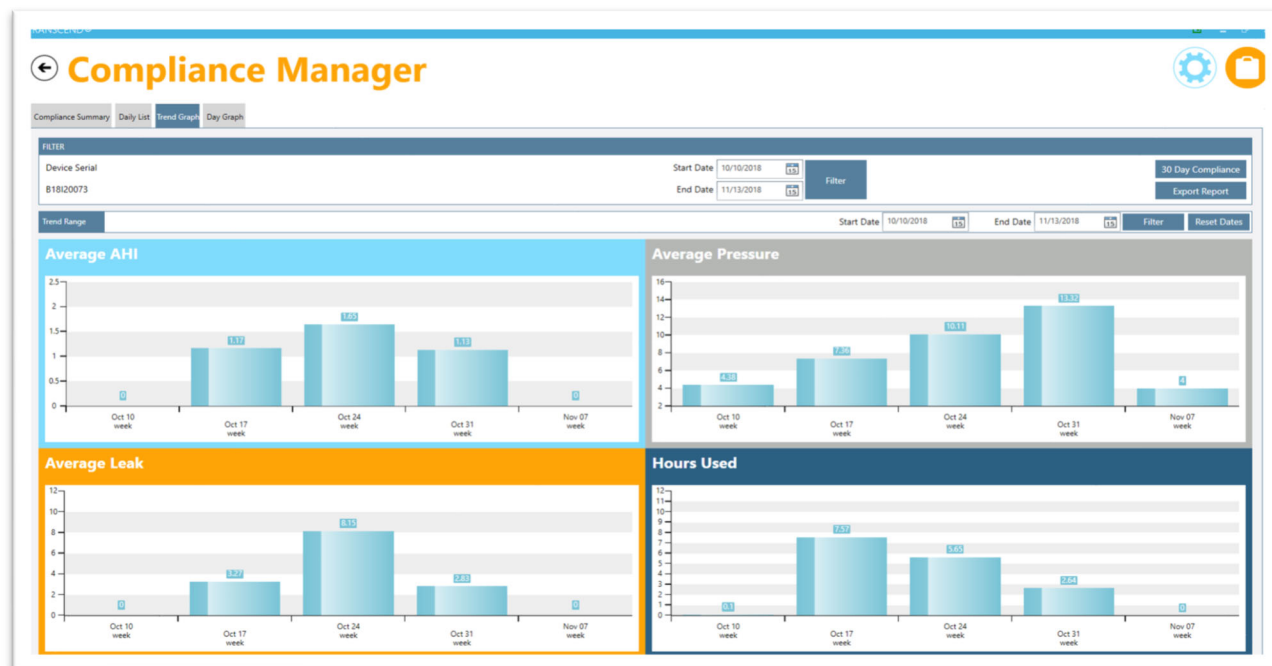 Compliance Manager
Compliance Summary Daily List Trend Graph Day Graph
FILTER
Device Serial
B18I20073
Start Date 10/10/2018
End Date 11/13/2018
Filter
30 Day Compliance
Export Report
Trend Range Start Date 10/10/2018 End Date 11/13/2018 Filter Reset Dates
Average AHI
2.5
2
1.5
1
0.5
0
0
1.17
1.65
1.13
0
Oct 10 week
Oct 17 week
Oct 24 week
Oct 31 week
Nov 07 week
Average Pressure
16
14
12
10
8
6
4
2
4.38
7.36
10.11
13.32
4
Oct 10 week
Oct 17 week
Oct 24 week
Oct 31 week
Nov 07 week
Average Leak
12
10
8
6
4
2
0
0
3.27
8.15
2.83
0
Oct 10 week
Oct 17 week
Oct 24 week
Oct 31 week
Nov 07 week
Hours Used
12
11
10
9
8
7
6
5
4
3
2
1
0
0.1
7.57
5.65
2.64
0
Oct 10 week
Oct 17 week
Oct 24 week
Oct 31 week
Nov 07 week